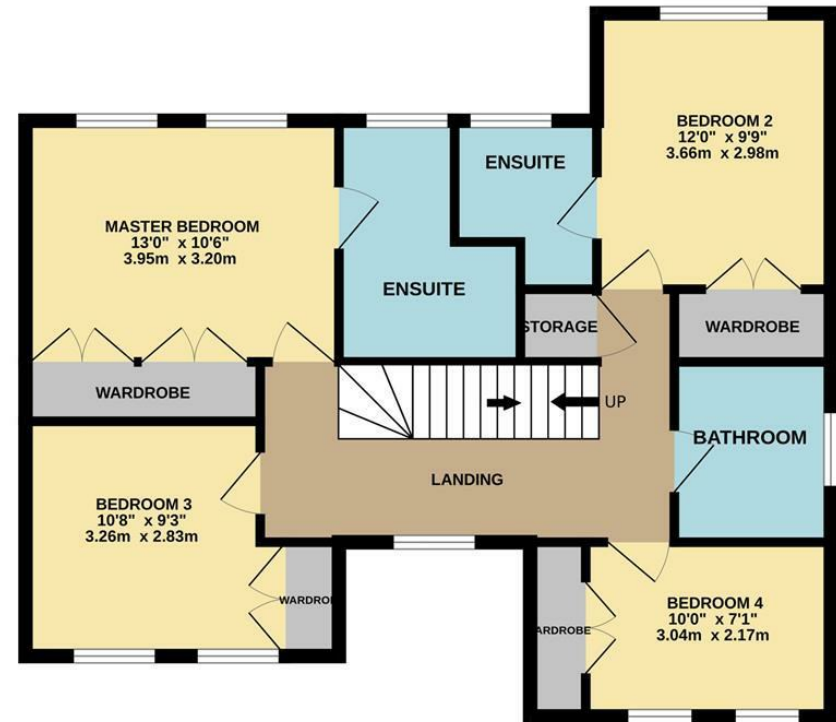 BEDROOM 2
12'0" x 9'9"
3.66m x 2.98m
ENSUITE
MASTER BEDROOM
13'0" x 10'6"
3.95m x 3.20m
ENSUITE
STORAGE
WARDROBE
WARDROBE
UP
BATHROOM
LANDING
BEDROOM 3
10'8" x 9'3"
3.26m x 2.83m
WARDROBE
BEDROOM 4
10'0" x 7'1"
3.04m x 2.17m
WARDROBE